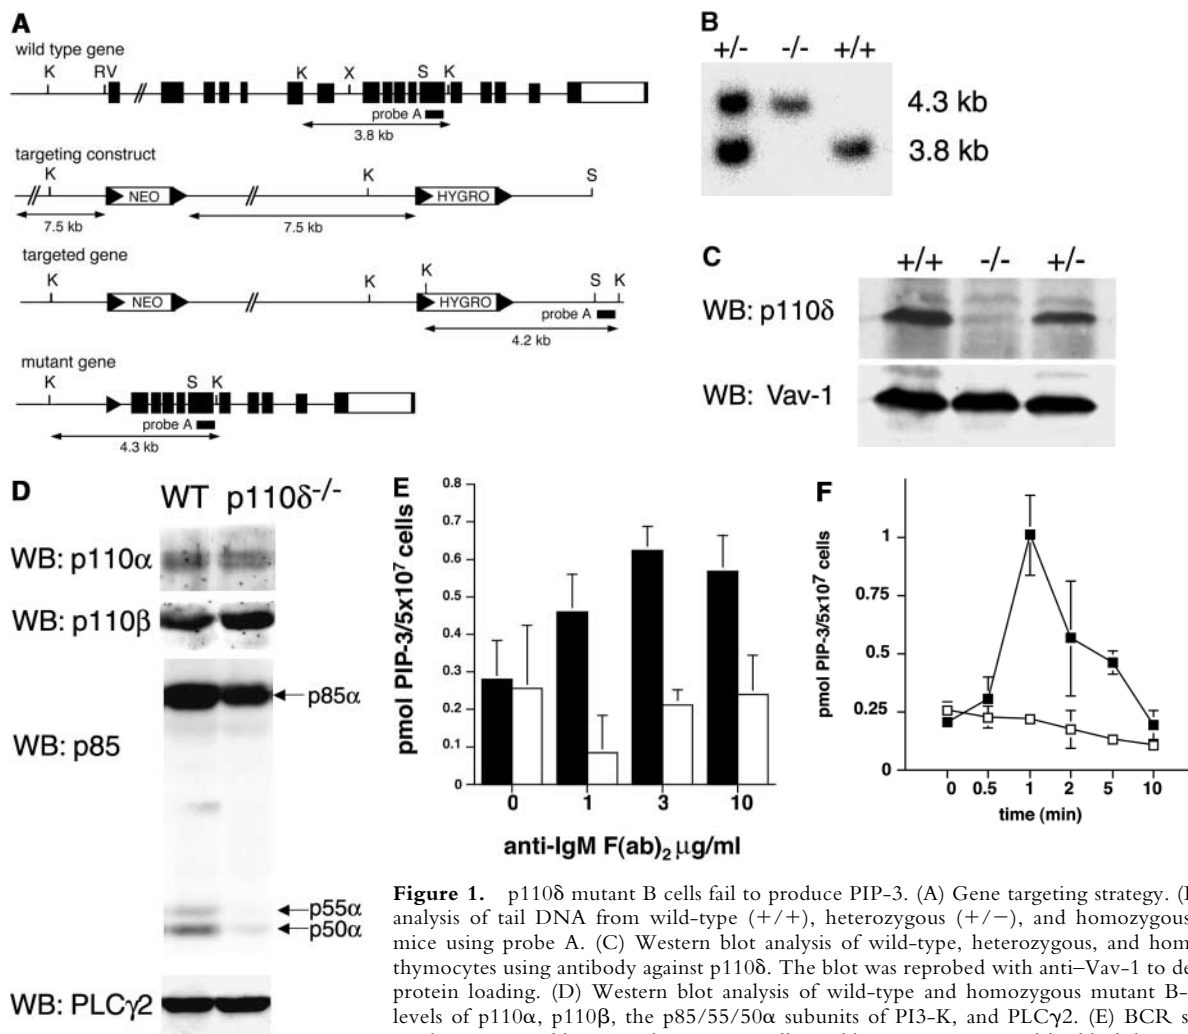 A
wild type gene
K RV K X S K
probe A
3.8 kb
targeting construct
K K S
NEO HYGRO
7.5 kb 7.5 kb
targeted gene
K K K S K
NEO HYGRO
probe A
4.2 kb
mutant gene
K S K
probe A
4.3 kb
B
+/- -/- +/+
4.3 kb
3.8 kb
C
+/+ -/- +/-
WB: p110δ
WB: Vav-1
D
WT p110δ-/-
WB: p110α
WB: p110β
p85α
WB: p85
p55α
p50α
WB: PLCγ2
E
pmol PIP-3/5x10⁷ cells
0.8
0.7
0.6
0.5
0.4
0.3
0.2
0.1
0
0 1 3 10
anti-IgM F(ab)₂ μg/ml
F
pmol PIP-3/5x10⁷ cells
1
0.75
0.5
0.25
0
0 0.5 1 2 5 10
time (min)
Figure 1. p110δ mutant B cells fail to produce PIP-3. (A) Gene targeting strategy.
analysis of tail DNA from wild-type (+/+), heterozygous (+/−), and homozygous
mice using probe A. (C) Western blot analysis of wild-type, heterozygous, and hom
thymocytes using antibody against p110δ. The blot was reprobed with anti–Vav-1 to de
protein loading. (D) Western blot analysis of wild-type and homozygous mutant B-
levels of p110α, p110β, the p85/55/50α subunits of PI3-K, and PLCγ2. (E) BCR s